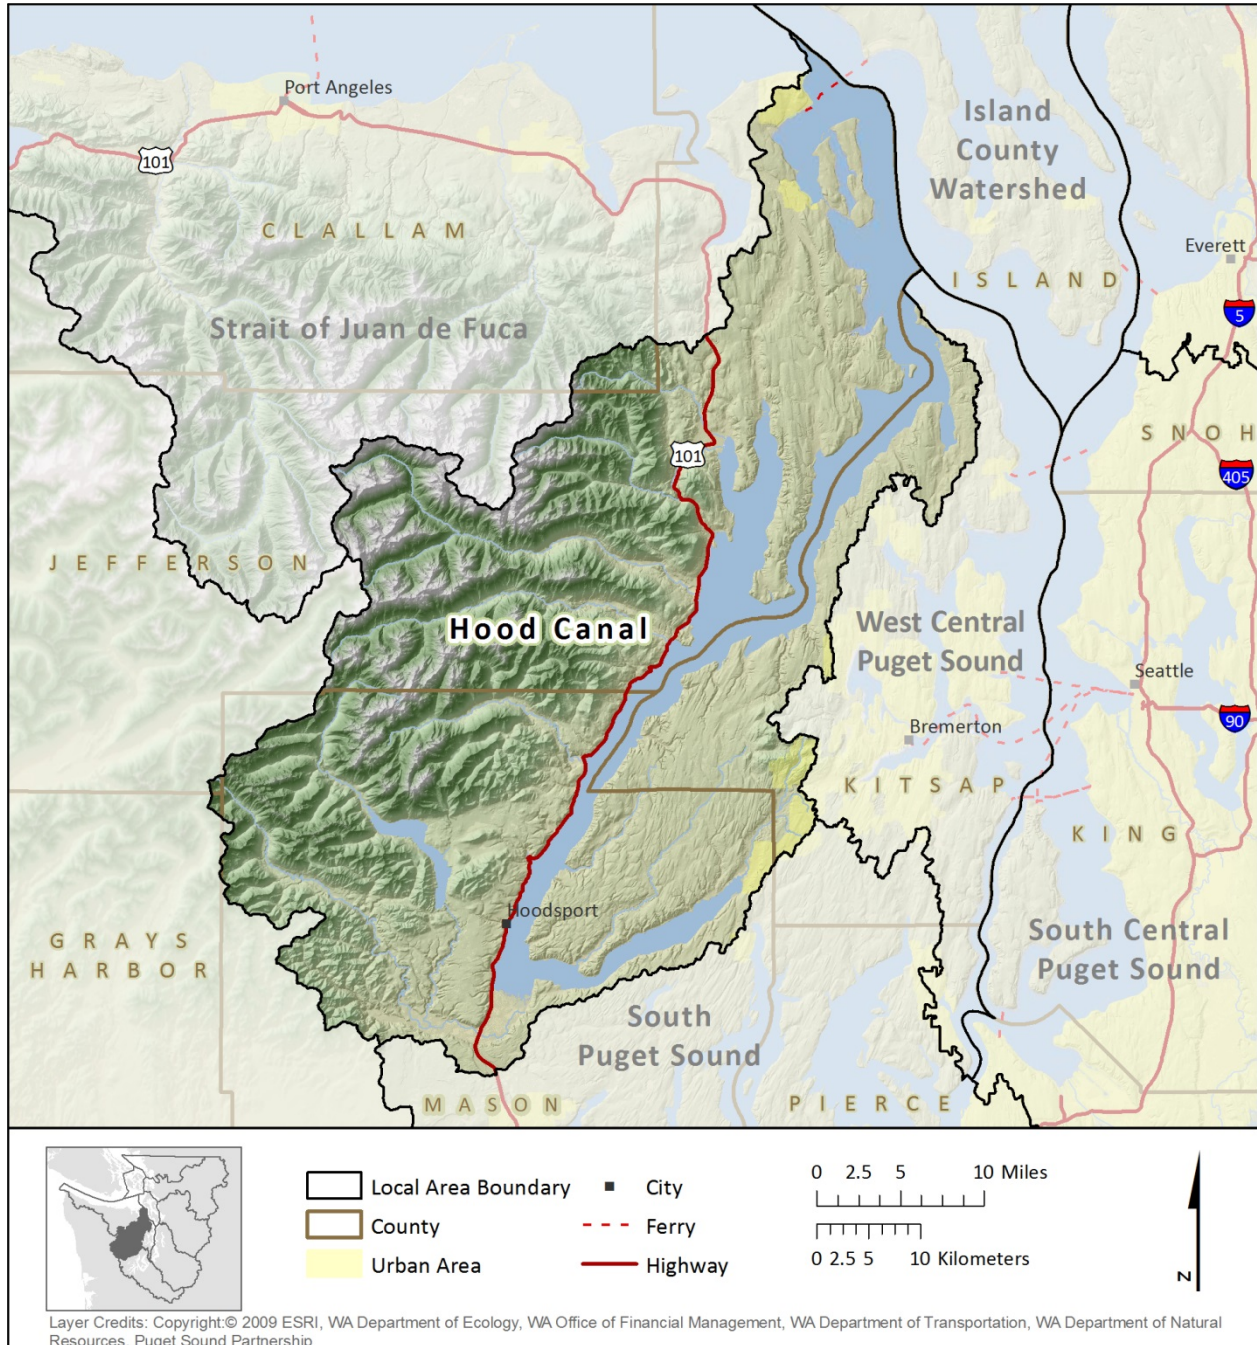 Port Angeles
101
CLALLAM
Strait of Juan de Fuca
Island
County
Watershed
Everett
ISLAND
5
SNOH
405
101
JEFFERSON
Hood Canal
West Central
Puget Sound
Seattle
Bremerton
90
KITSAP
KING
Hoodsport
GRAYS
HARBOR
South Central
Puget Sound
South
Puget Sound
MASON
PIERCE
Local Area Boundary
County
Urban Area
City
Ferry
Highway
0 2.5 5 10 Miles
0 2.5 5 10 Kilometers
N
Layer Credits: Copyright:© 2009 ESRI, WA Department of Ecology, WA Office of Financial Management, WA Department of Transportation, WA Department of Natural
Resources, Puget Sound Partnership